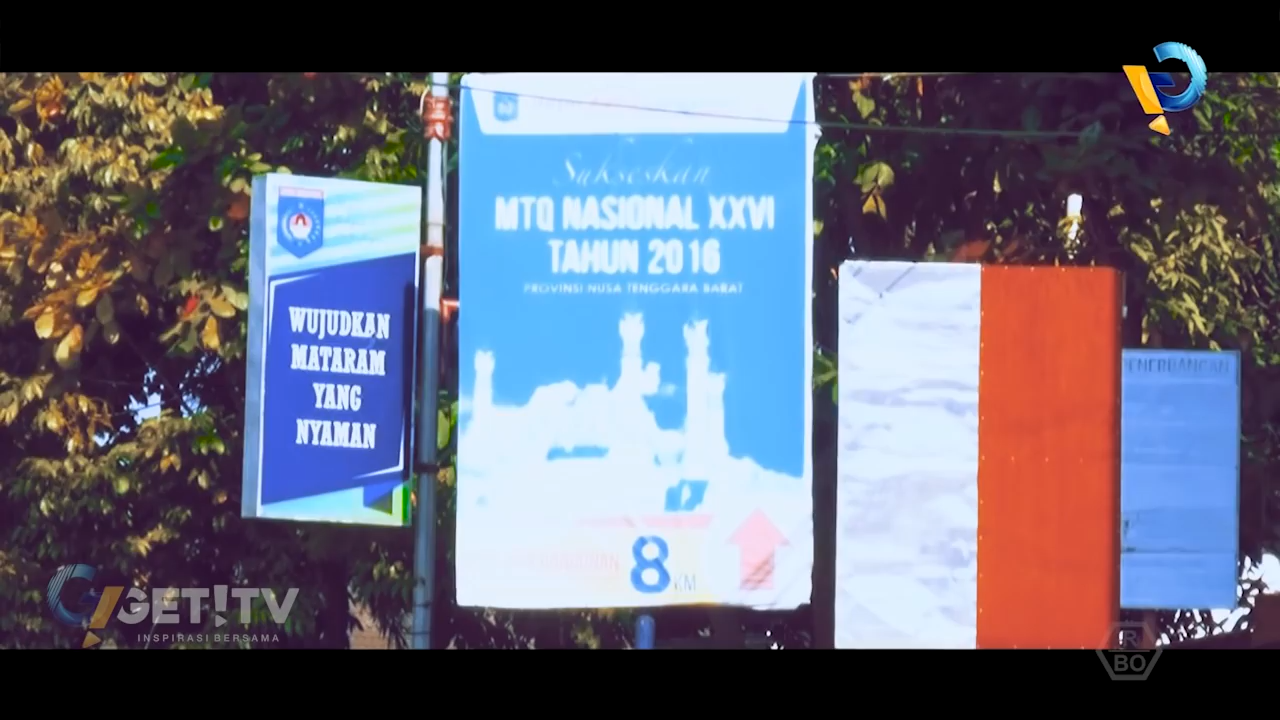 WUJUDKAN
MATARAM
YANG
NYAMAN
Sukseskan
MTQ NASIONAL XXVI
TAHUN 2016
PROVINSI NUSA TENGGARA BARAT
8 KM
PENERBANGAN
GET!TV
INSPIRASI BERSAMA
R
BO